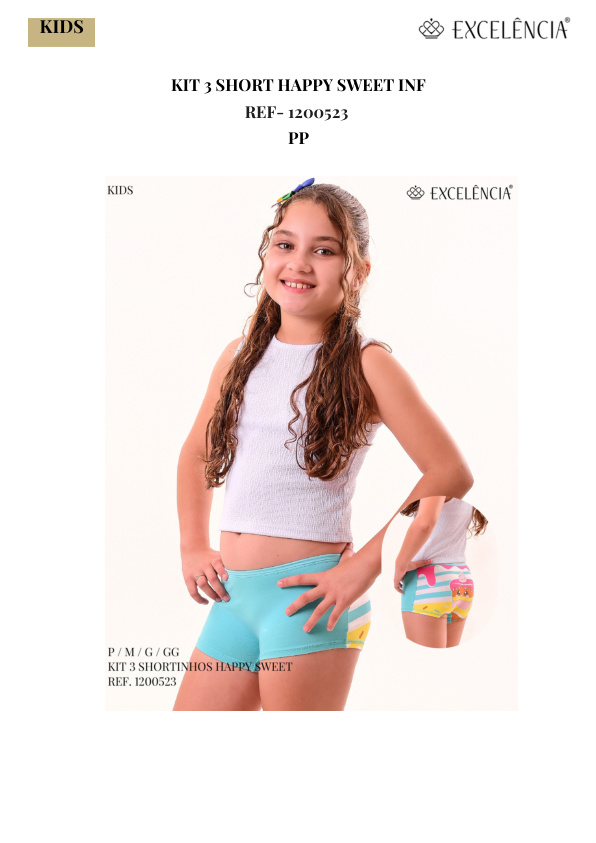 KIDS
EXCELÊNCIA®
KIT 3 SHORT HAPPY SWEET INF
REF- 1200523
PP
KIDS
EXCELÊNCIA®
P / M / G / GG
KIT 3 SHORTINHOS HAPPY SWEET
REF. 1200523